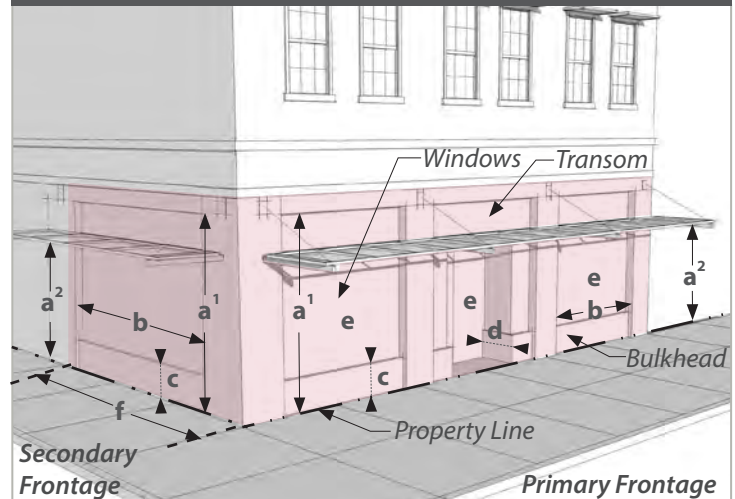 Windows
Transom
a²
a¹
a¹
a²
b
e
e
e
b
d
c
c
Bulkhead
f
Property Line
Secondary
Frontage
Primary Frontage